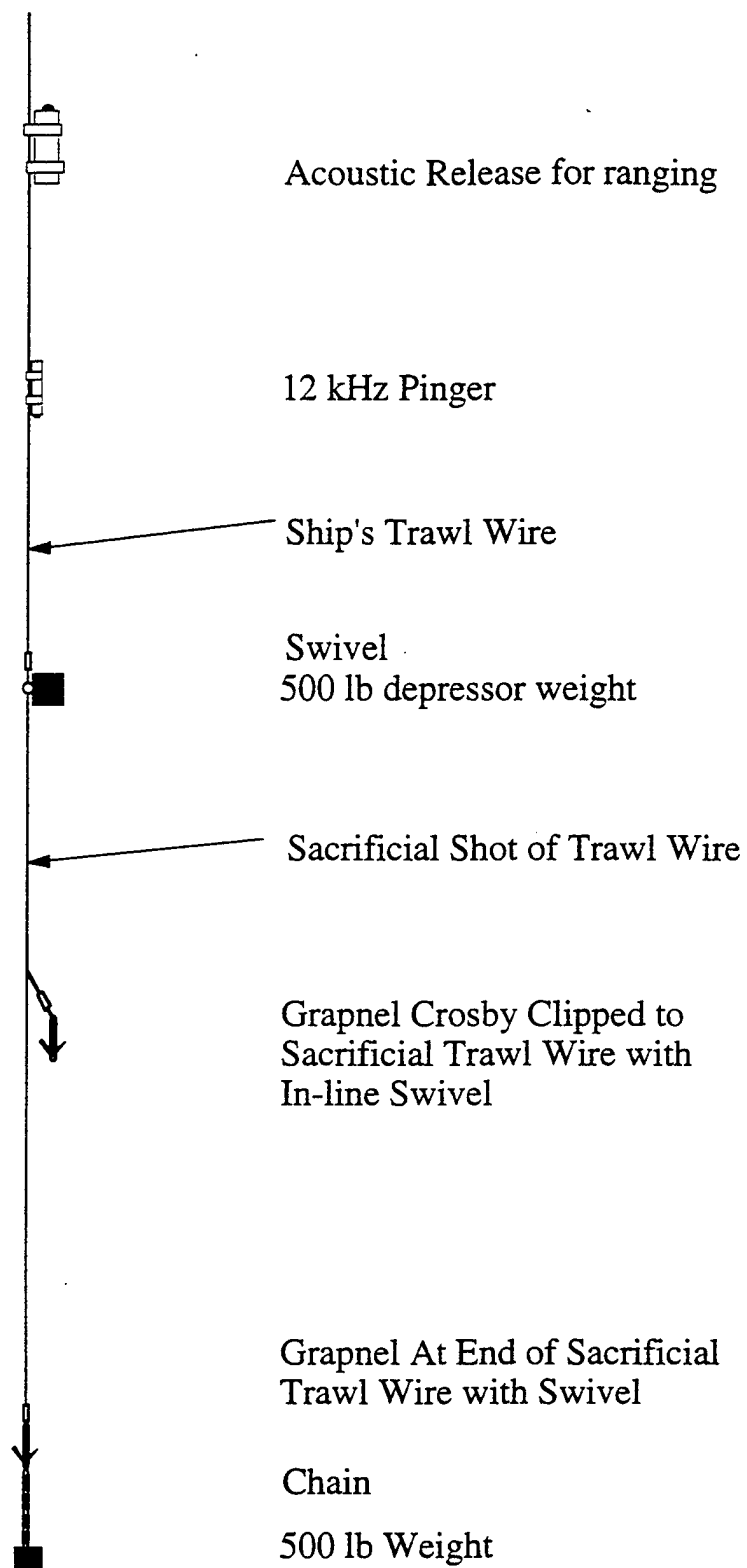 Acoustic Release for ranging
12 kHz Pinger
Ship's Trawl Wire
Swivel
500 lb depressor weight
Sacrificial Shot of Trawl Wire
Grapnel Crosby Clipped to
Sacrificial Trawl Wire with
In-line Swivel
Grapnel At End of Sacrificial
Trawl Wire with Swivel
Chain
500 lb Weight